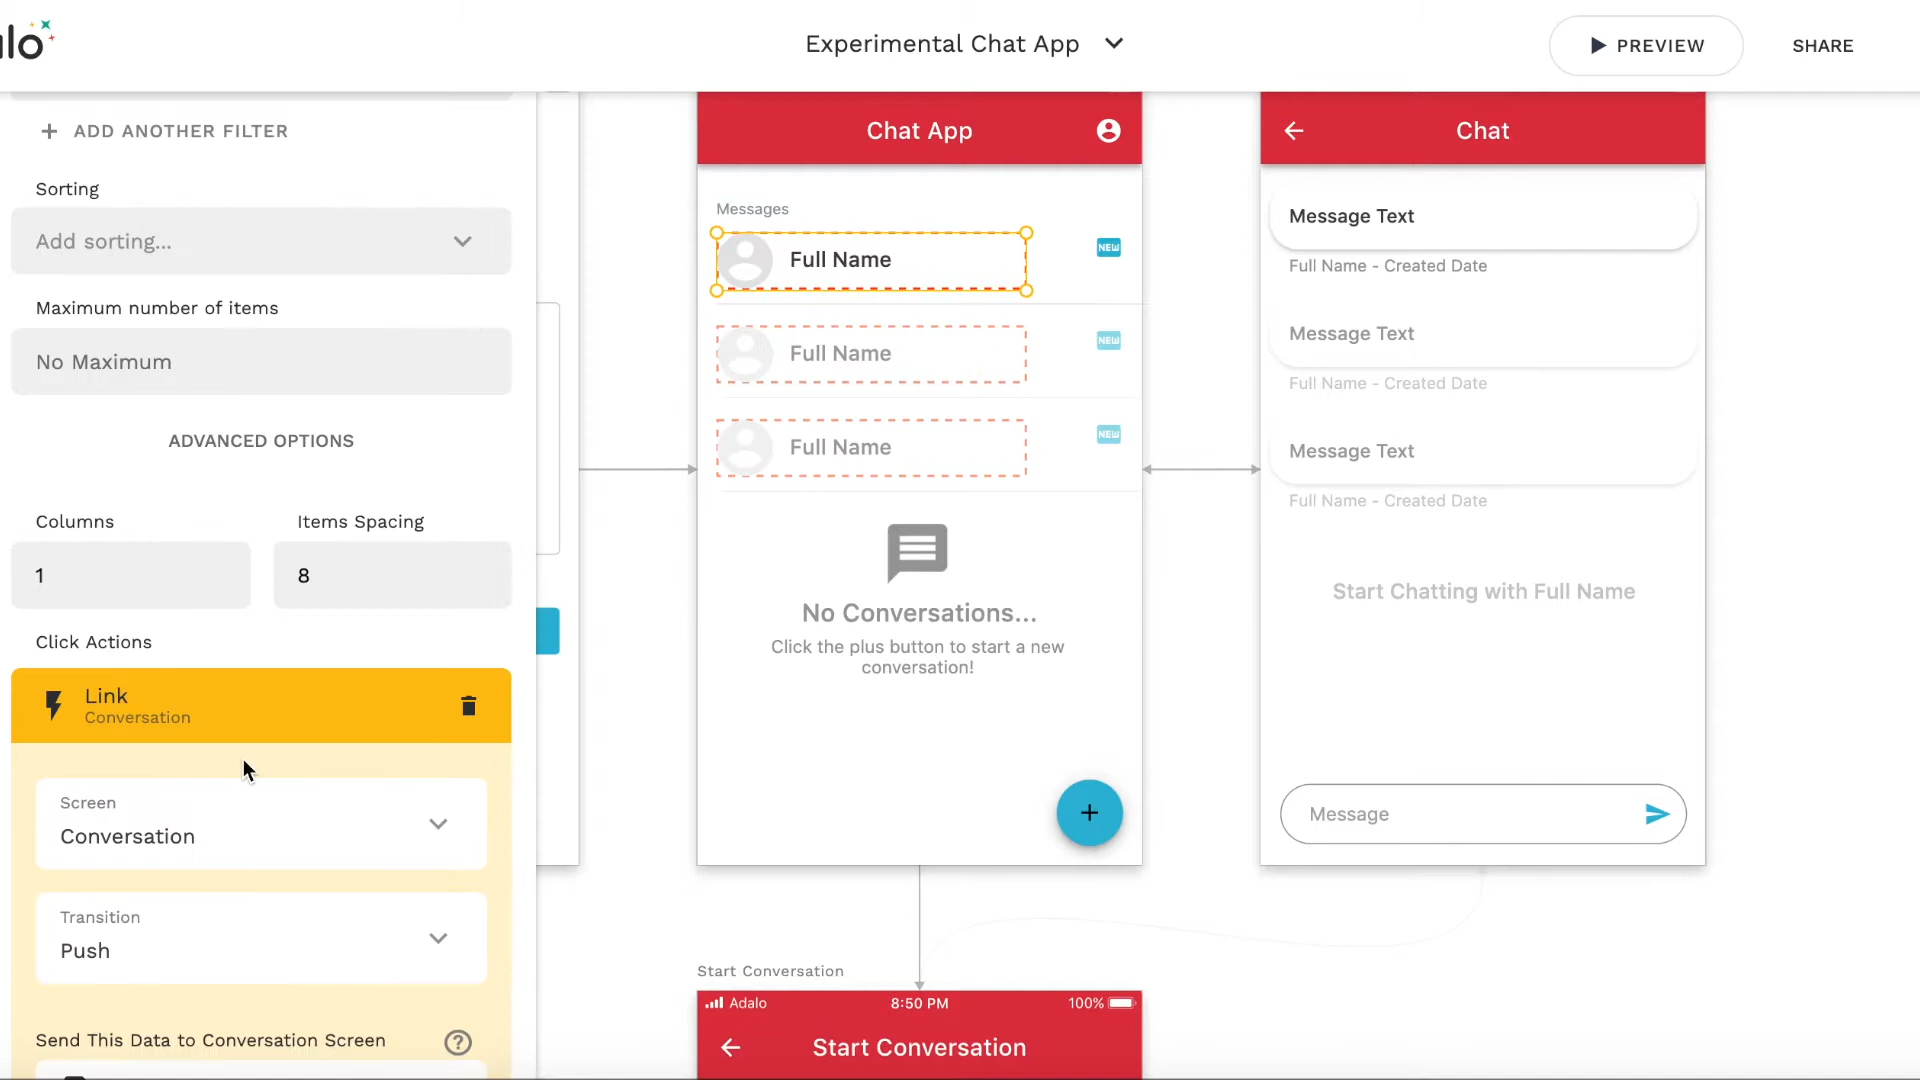 alo
Experimental Chat App
PREVIEW
SHARE
ADD ANOTHER FILTER
Sorting
Add sorting...
Maximum number of items
No Maximum
ADVANCED OPTIONS
Columns
Items Spacing
1
8
Click Actions
Link
Conversation
Screen
Conversation
Transition
Push
Send This Data to Conversation Screen
?
Chat App
Messages
Full Name
NEW
Full Name
NEW
Full Name
NEW
No Conversations...
Click the plus button to start a new
conversation!
+
Chat
Message Text
Full Name - Created Date
Message Text
Full Name - Created Date
Message Text
Full Name - Created Date
Start Chatting with Full Name
Message
Start Conversation
Adalo
8:50 PM
100%
Start Conversation